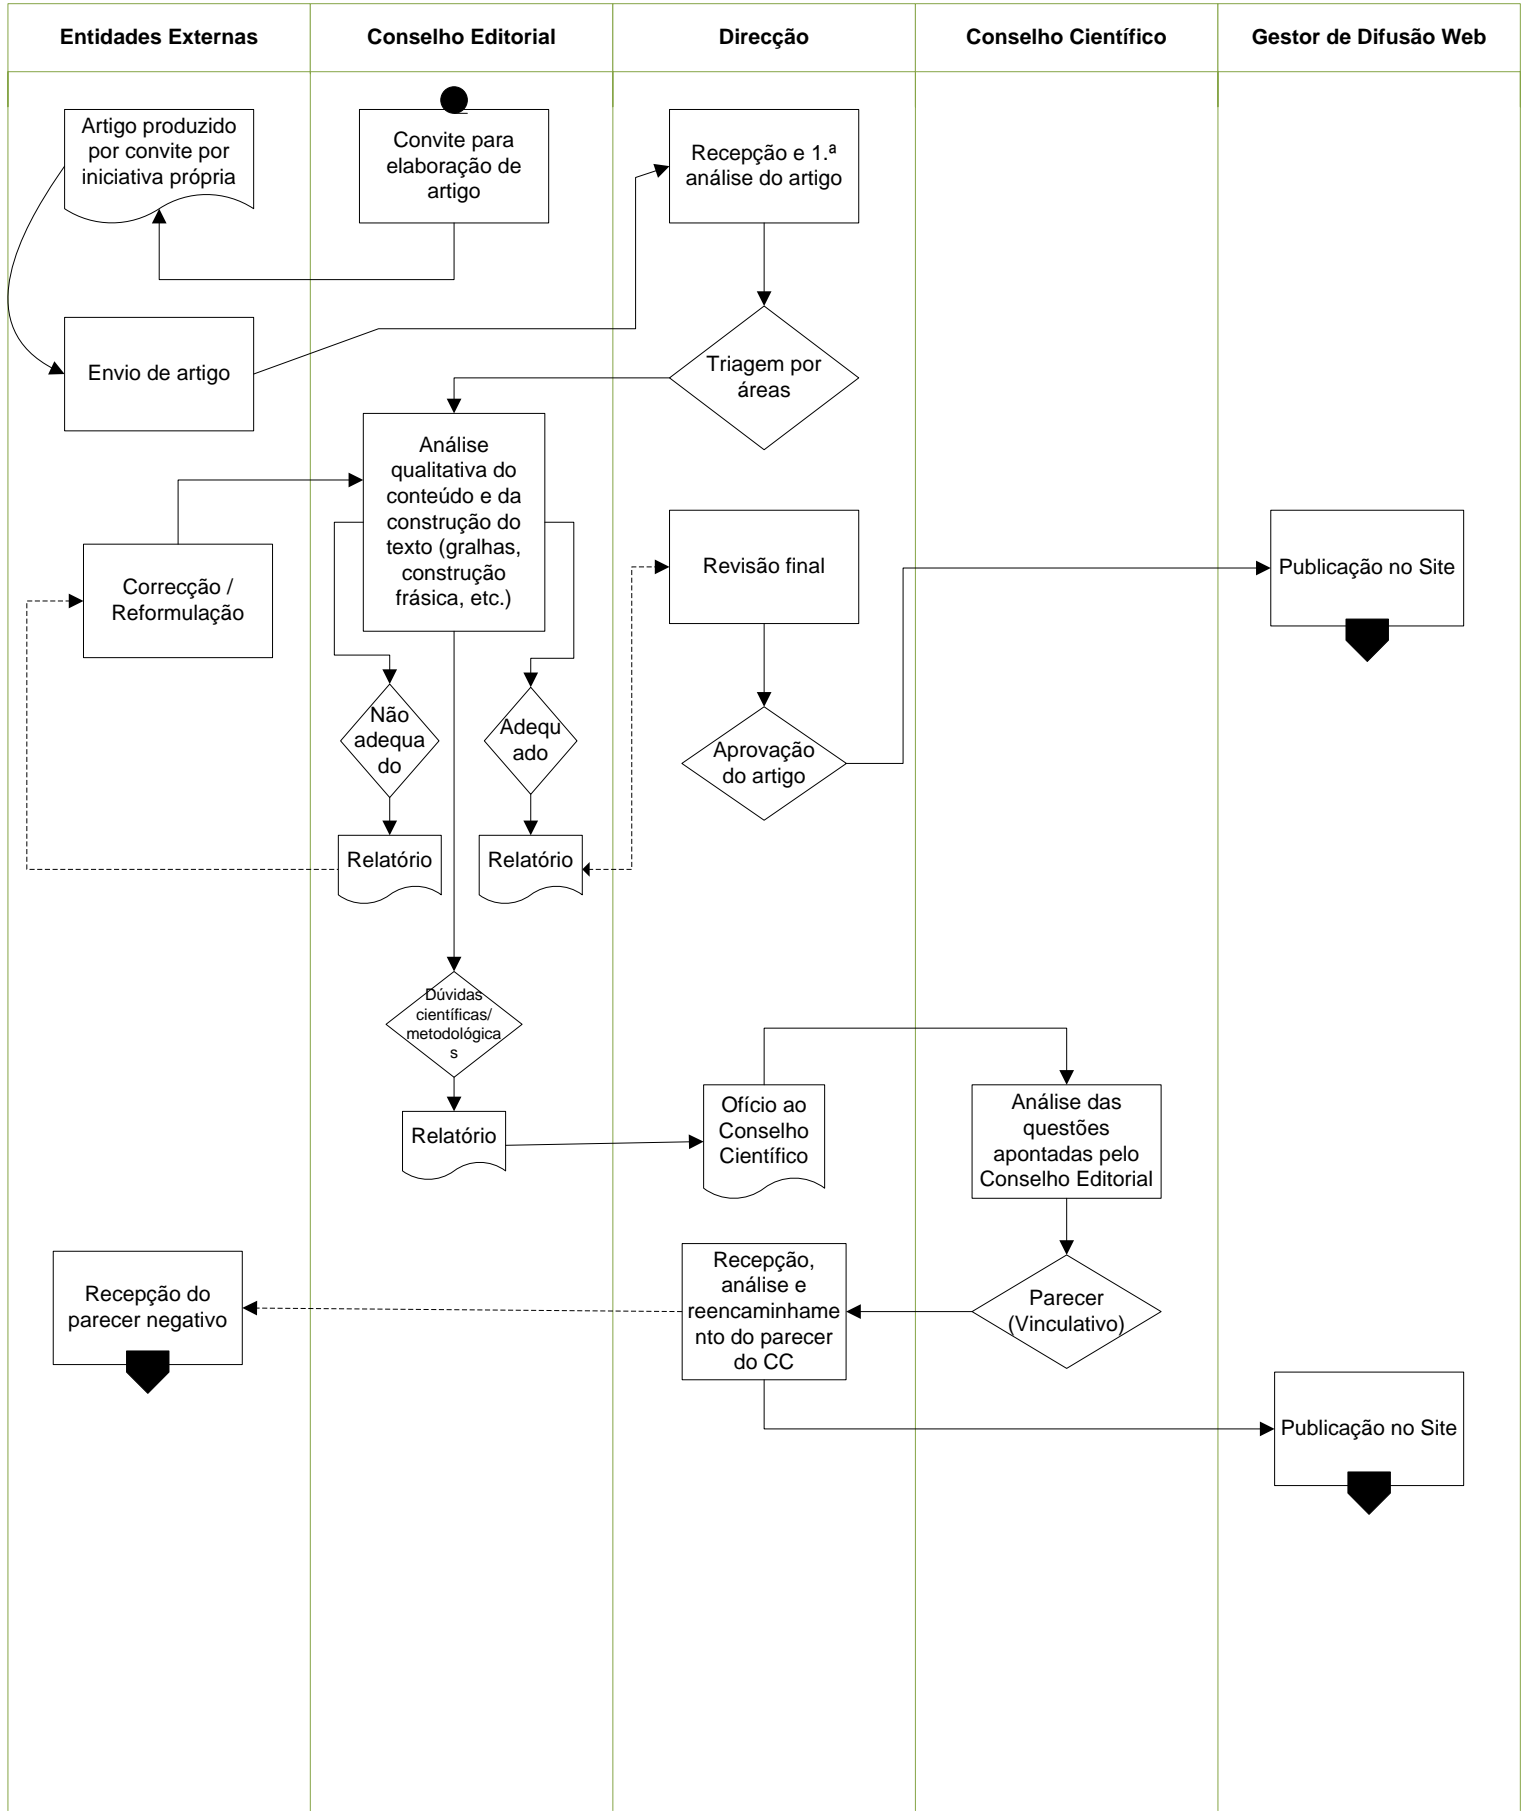 Entidades Externas
Conselho Editorial
Direcção
Conselho Científico
Gestor de Difusão Web
Artigo produzido
por convite por
iniciativa própria
Convite para
elaboração de
artigo
Recepção e 1.ª
análise do artigo
Envio de artigo
Triagem por
áreas
Análise
qualitativa do
conteúdo e da
construção do
texto (gralhas,
construção
frásica, etc.)
Correcção /
Reformulação
Revisão final
Publicação no Site
Não
adequa
do
Adequ
ado
Aprovação
do artigo
Relatório
Relatório
Dúvidas
científicas/
metodológica
s
Relatório
Ofício ao
Conselho
Científico
Análise das
questões
apontadas pelo
Conselho Editorial
Recepção do
parecer negativo
Recepção,
análise e
reencaminhame
nto do parecer
do CC
Parecer
(Vinculativo)
Publicação no Site